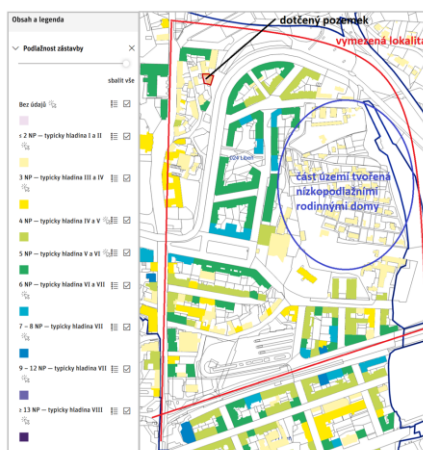 Obsah a legenda
Podlažnost zástavby
sbalit vše
Bez údajů
≤ 2 NP — typicky hladina I a II
3 NP — typicky hladina III a IV
4 NP — typicky hladina IV a V
5 NP — typicky hladina V a VI
6 NP — typicky hladina VI a VII
7 – 8 NP — typicky hladina VII
9 – 12 NP — typicky hladina VII
≥ 13 NP — typicky hladina VIII
dotčený pozemek
vymezená lokalita
024 Libeň
část území tvořená
nízkopodlažními
rodinnými domy